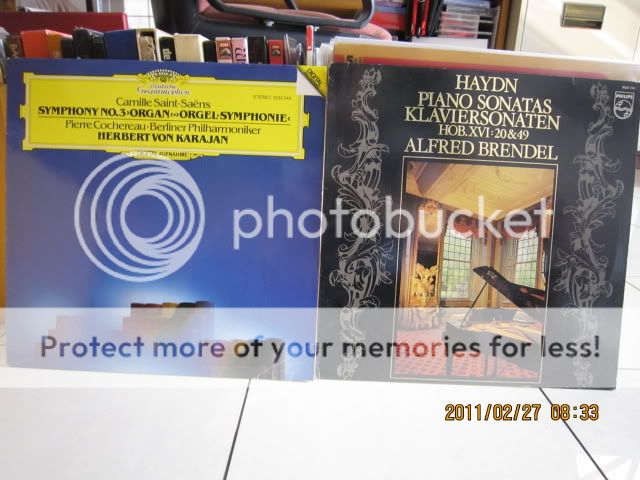 Deutsche
Grammophon
DIGITAL
STEREO 2532 045
Camille Saint-Saëns
SYMPHONY NO.3 ›ORGAN‹ · ›ORGEL-SYMPHONIE‹
Pierre Cochereau · Berliner Philharmoniker
HERBERT VON KARAJAN
AUFNAHME
HAYDN
PIANO SONATAS
KLAVIERSONATEN
HOB.XVI:20&49
ALFRED BRENDEL
PHILIPS
photobucket
Protect more of your memories for less!
2011/02/27 08:33